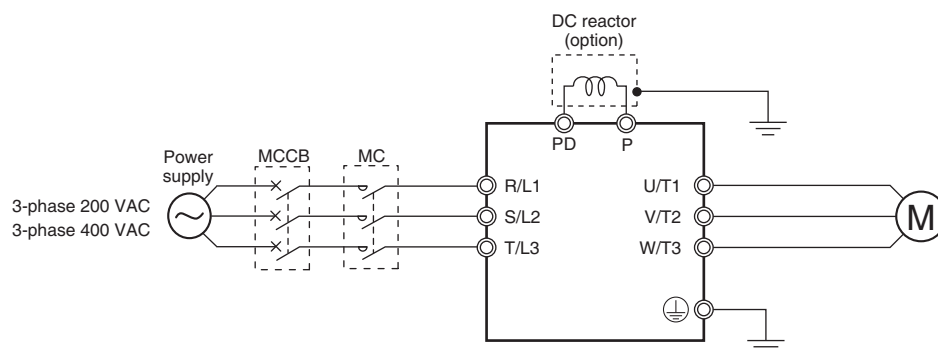 DC reactor
(option)
PD
P
Power
supply
MCCB
MC
3-phase 200 VAC
3-phase 400 VAC
R/L1
S/L2
T/L3
U/T1
V/T2
W/T3
M